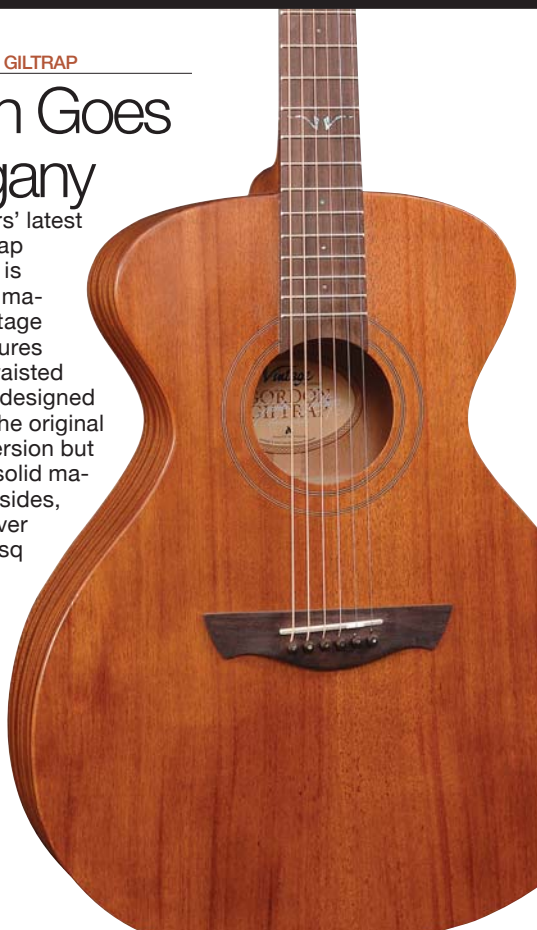 GILTRAP
n Goes
gany
rs’ latest
ap
is
ma-
tage
ures
aisted
designed
he original
ersion but
solid ma-
sides,
ver
sq
Vintage
GORDON
GILTRAP